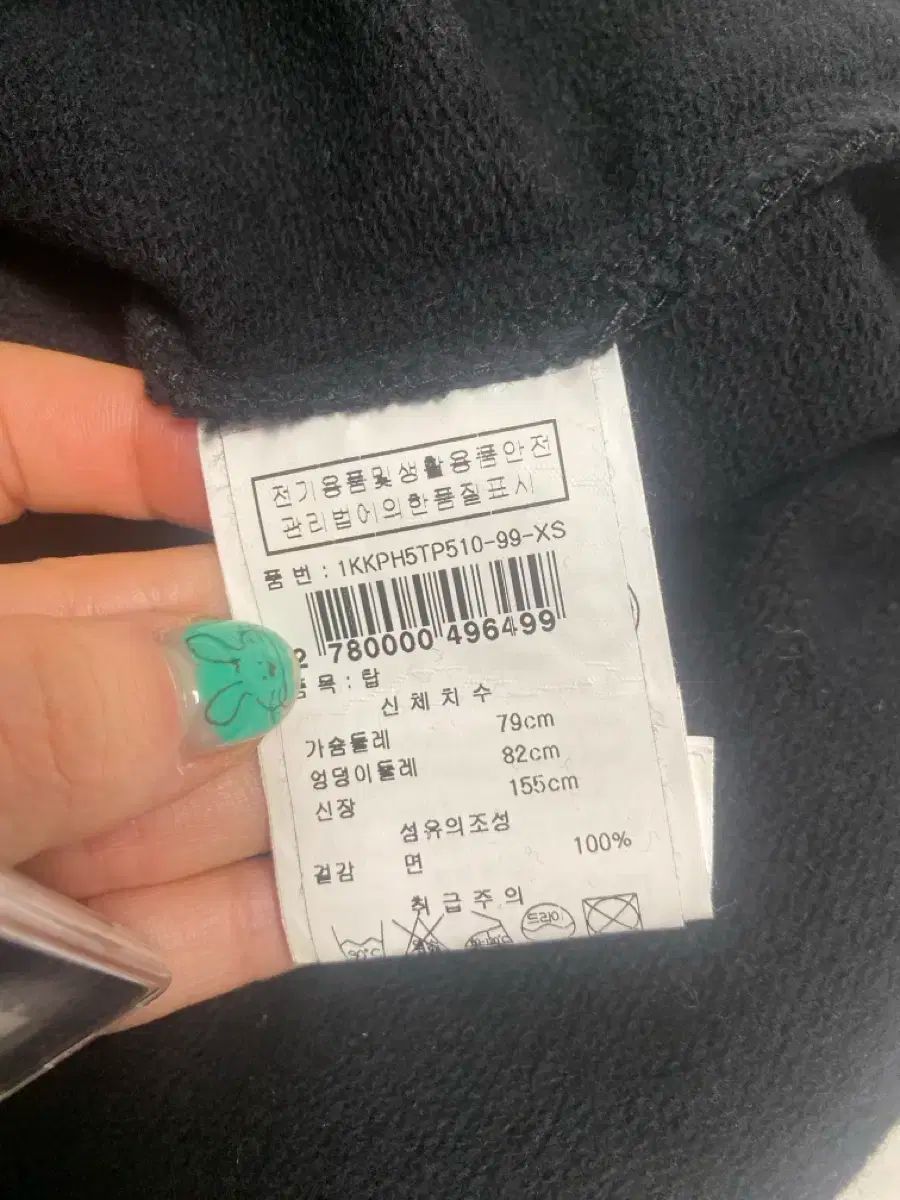 전기용품및생활용품안전
관리법어의한품질표시
품 번 : 1KKPH5TP510-99-XS
2 780000 496499
목 : 탑
신 체 치 수
가슴둘레 79cm
엉덩이둘레 82cm
신장 155cm
섬유의조성
겉감 면 100%
취 급 주 의
드라이